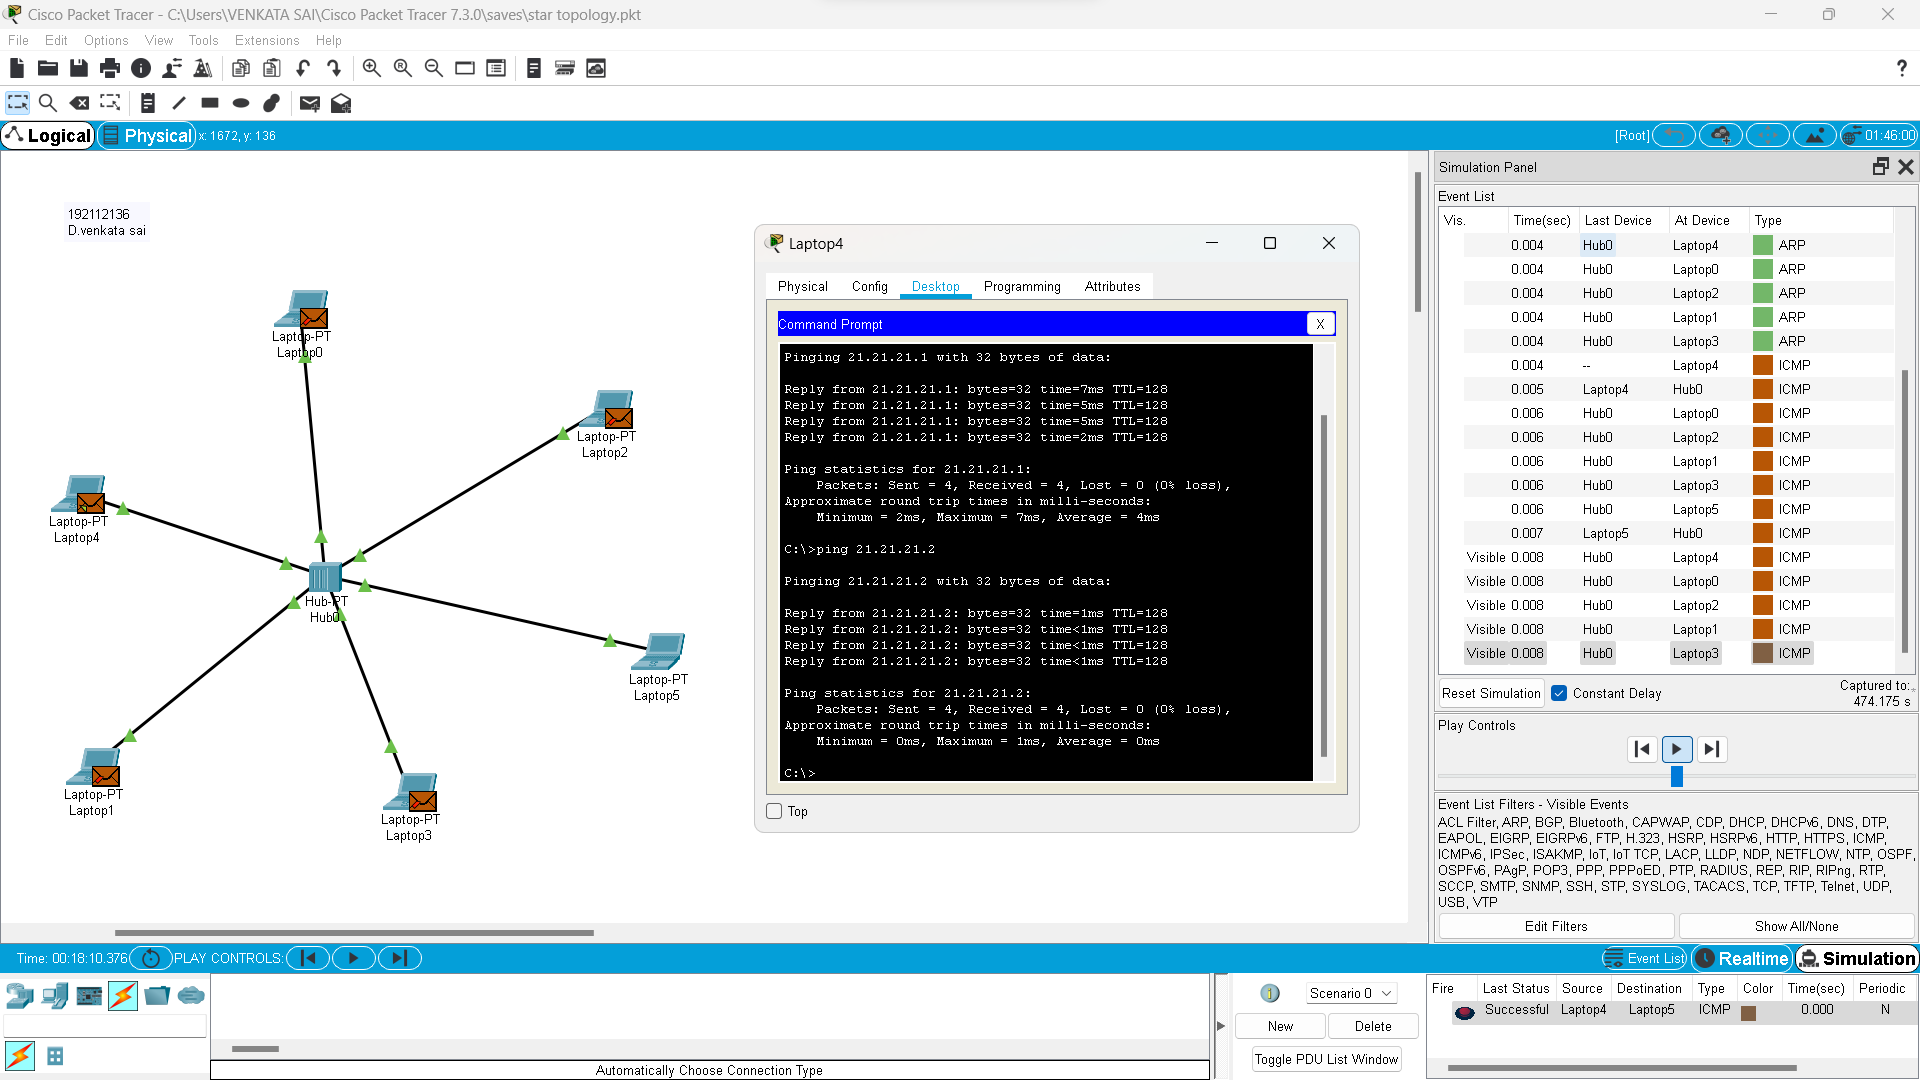 Cisco Packet Tracer - C:\Users\VENKATA SAI\Cisco Packet Tracer 7.3.0\saves\star topology.pkt
File Edit Options View Tools Extensions Help
Logical Physical x: 1672, y: 136 [Root] 01:46:00
192112136
D.venkata sai
Laptop-PT
Laptop0
Laptop-PT
Laptop2
Laptop-PT
Laptop4
Hub-PT
Hub0
Laptop-PT
Laptop5
Laptop-PT
Laptop1
Laptop-PT
Laptop3
Laptop4
Physical Config Desktop Programming Attributes
Command Prompt X
Pinging 21.21.21.1 with 32 bytes of data:
Reply from 21.21.21.1: bytes=32 time=7ms TTL=128
Reply from 21.21.21.1: bytes=32 time=5ms TTL=128
Reply from 21.21.21.1: bytes=32 time=5ms TTL=128
Reply from 21.21.21.1: bytes=32 time=2ms TTL=128
Ping statistics for 21.21.21.1:
Packets: Sent = 4, Received = 4, Lost = 0 (0% loss),
Approximate round trip times in milli-seconds:
Minimum = 2ms, Maximum = 7ms, Average = 4ms
C:\>ping 21.21.21.2
Pinging 21.21.21.2 with 32 bytes of data:
Reply from 21.21.21.2: bytes=32 time=1ms TTL=128
Reply from 21.21.21.2: bytes=32 time<1ms TTL=128
Reply from 21.21.21.2: bytes=32 time<1ms TTL=128
Reply from 21.21.21.2: bytes=32 time<1ms TTL=128
Ping statistics for 21.21.21.2:
Packets: Sent = 4, Received = 4, Lost = 0 (0% loss),
Approximate round trip times in milli-seconds:
Minimum = 0ms, Maximum = 1ms, Average = 0ms
C:\>
Top
Simulation Panel
Event List
Vis. Time(sec) Last Device At Device Type
0.004 Hub0 Laptop4 ARP
0.004 Hub0 Laptop0 ARP
0.004 Hub0 Laptop2 ARP
0.004 Hub0 Laptop1 ARP
0.004 Hub0 Laptop3 ARP
0.004 -- Laptop4 ICMP
0.005 Laptop4 Hub0 ICMP
0.006 Hub0 Laptop0 ICMP
0.006 Hub0 Laptop2 ICMP
0.006 Hub0 Laptop1 ICMP
0.006 Hub0 Laptop3 ICMP
0.006 Hub0 Laptop5 ICMP
0.007 Laptop5 Hub0 ICMP
Visible 0.008 Hub0 Laptop4 ICMP
Visible 0.008 Hub0 Laptop0 ICMP
Visible 0.008 Hub0 Laptop2 ICMP
Visible 0.008 Hub0 Laptop1 ICMP
Visible 0.008 Hub0 Laptop3 ICMP
Reset Simulation Constant Delay Captured to:
474.175 s
Play Controls
Event List Filters - Visible Events
ACL Filter, ARP, BGP, Bluetooth, CAPWAP, CDP, DHCP, DHCPv6, DNS, DTP,
EAPOL, EIGRP, EIGRPv6, FTP, H.323, HSRP, HSRPv6, HTTP, HTTPS, ICMP,
ICMPv6, IPSec, ISAKMP, IoT, IoT TCP, LACP, LLDP, NDP, NETFLOW, NTP, OSPF,
OSPFv6, PAgP, POP3, PPP, PPPoED, PTP, RADIUS, REP, RIP, RIPng, RTP,
SCCP, SMTP, SNMP, SSH, STP, SYSLOG, TACACS, TCP, TFTP, Telnet, UDP,
USB, VTP
Edit Filters Show All/None
Time: 00:18:10.376 PLAY CONTROLS: Event List Realtime Simulation
Scenario 0
New Delete
Toggle PDU List Window
Fire Last Status Source Destination Type Color Time(sec) Periodic
Successful Laptop4 Laptop5 ICMP 0.000 N
Automatically Choose Connection Type